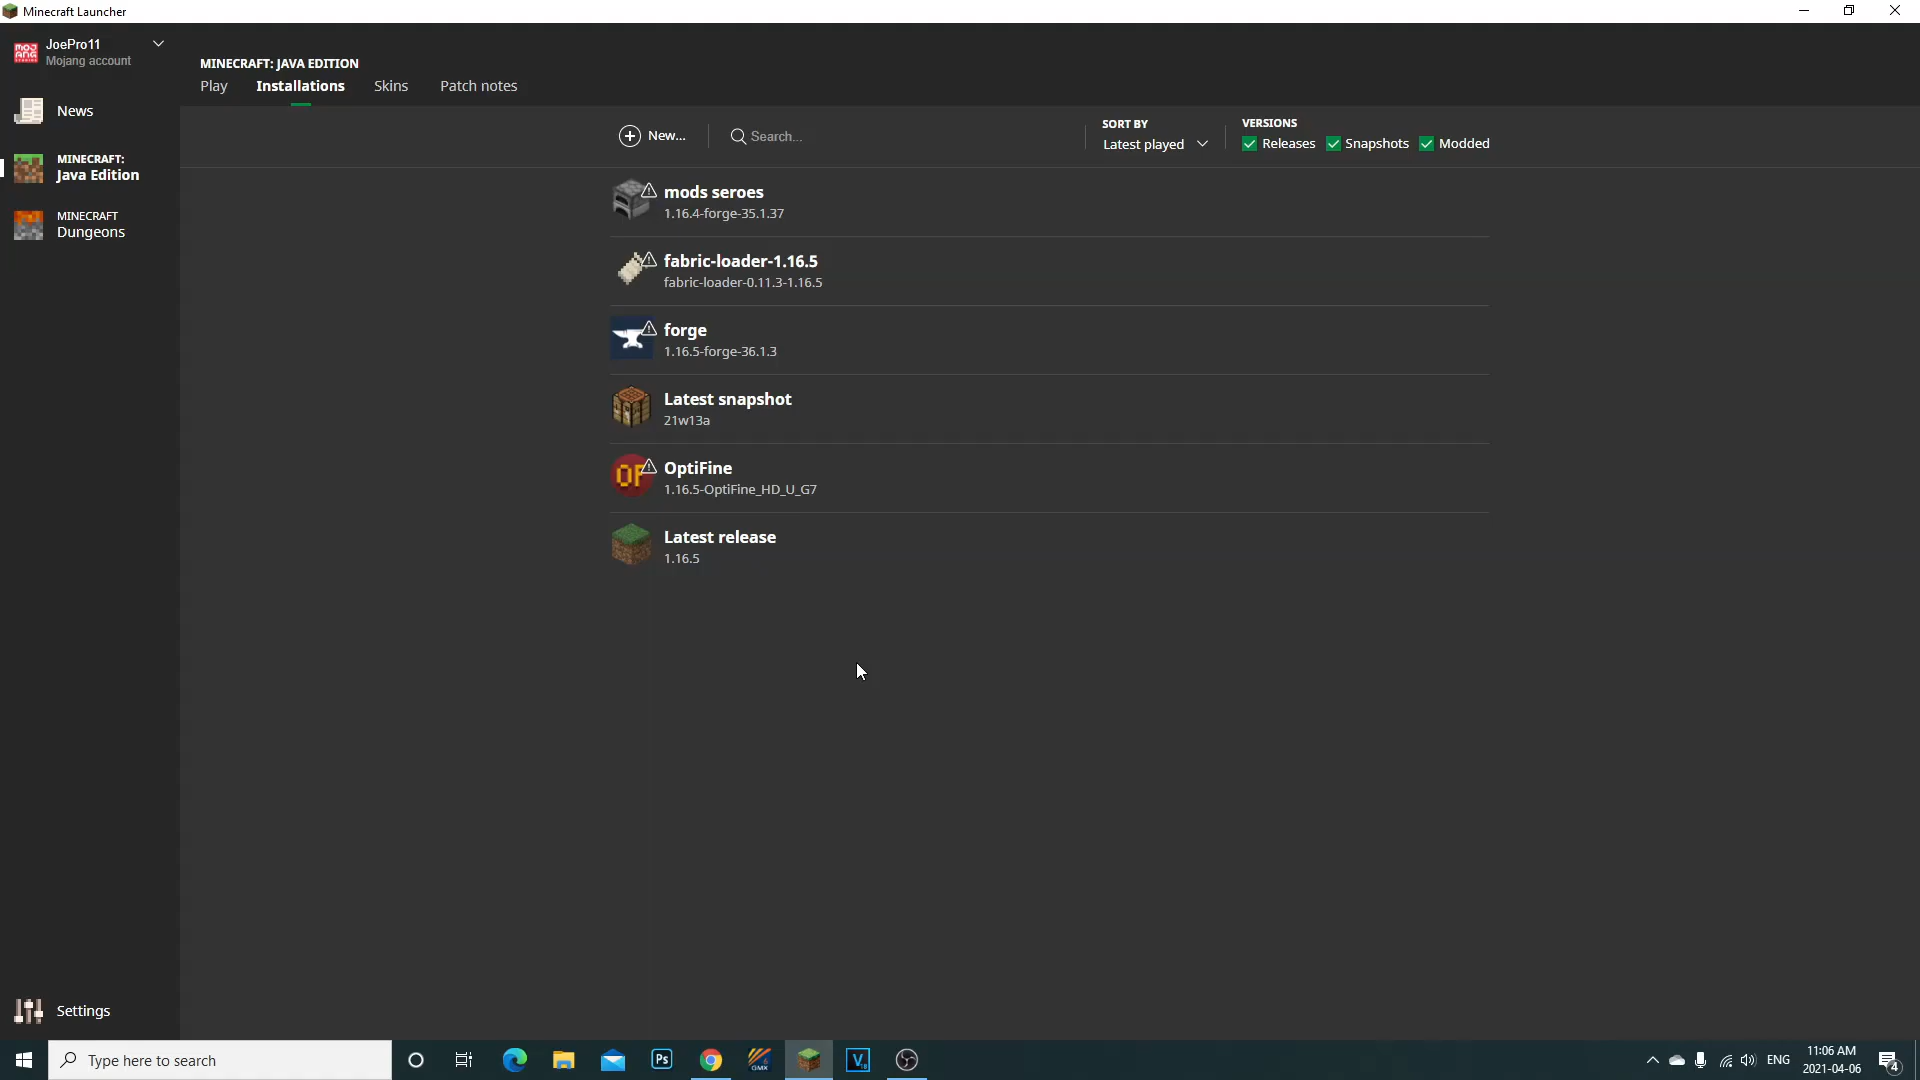 Minecraft Launcher
JoePro11
Mojang account
News
MINECRAFT:
Java Edition
MINECRAFT
Dungeons
Settings
MINECRAFT: JAVA EDITION
Play
Installations
Skins
Patch notes
New...
Search...
SORT BY
Latest played
VERSIONS
Releases
Snapshots
Modded
mods seroes
1.16.4-forge-35.1.37
fabric-loader-1.16.5
fabric-loader-0.11.3-1.16.5
forge
1.16.5-forge-36.1.3
Latest snapshot
21w13a
OF
OptiFine
1.16.5-OptiFine_HD_U_G7
Latest release
1.16.5
Type here to search
Ps
GMX
V
ENG
11:06 AM
2021-04-06
4